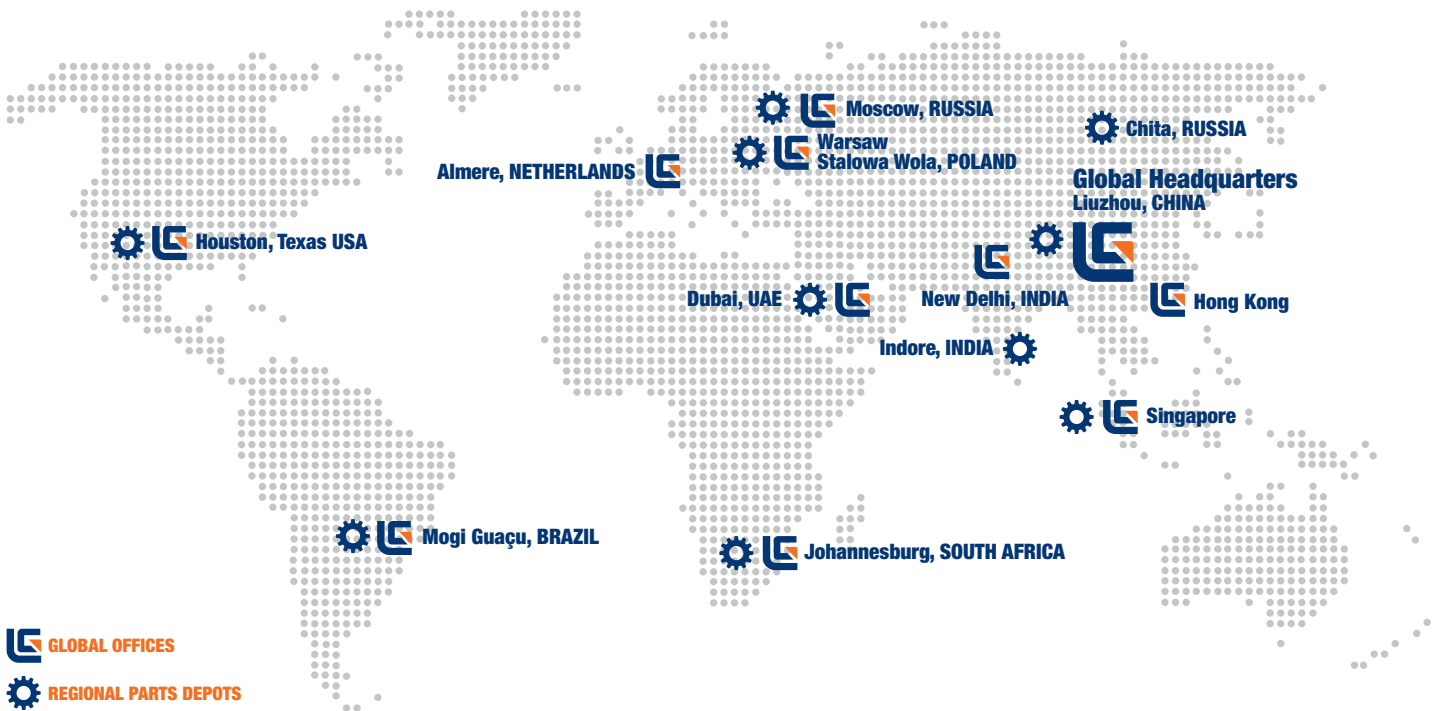 Moscow, RUSSIA
Chita, RUSSIA
Warsaw
Stalowa Wola, POLAND
Almere, NETHERLANDS
Global Headquarters
Liuzhou, CHINA
Houston, Texas USA
Dubai, UAE
New Delhi, INDIA
Hong Kong
Indore, INDIA
Singapore
Mogi Guaçu, BRAZIL
Johannesburg, SOUTH AFRICA
GLOBAL OFFICES
REGIONAL PARTS DEPOTS